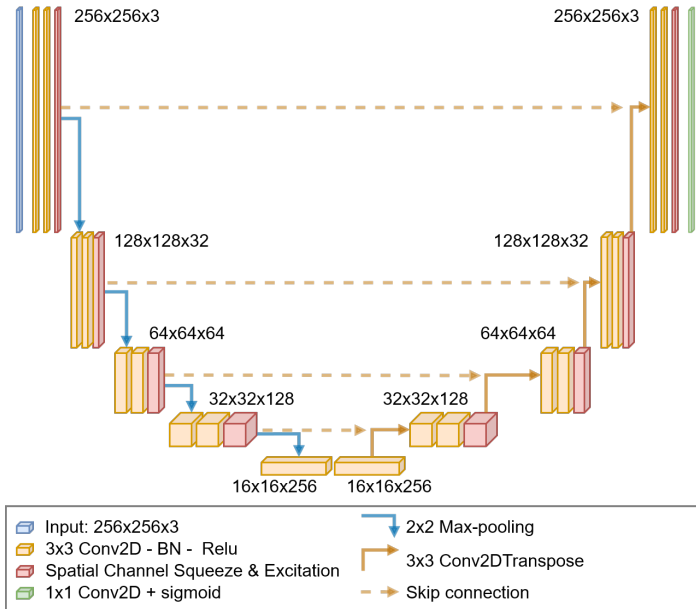 256x256x3
256x256x3
128x128x32
128x128x32
64x64x64
64x64x64
32x32x128
32x32x128
16x16x256
16x16x256
Input: 256x256x3
3x3 Conv2D - BN - Relu
Spatial Channel Squeeze & Excitation
1x1 Conv2D + sigmoid
2x2 Max-pooling
3x3 Conv2DTranspose
Skip connection